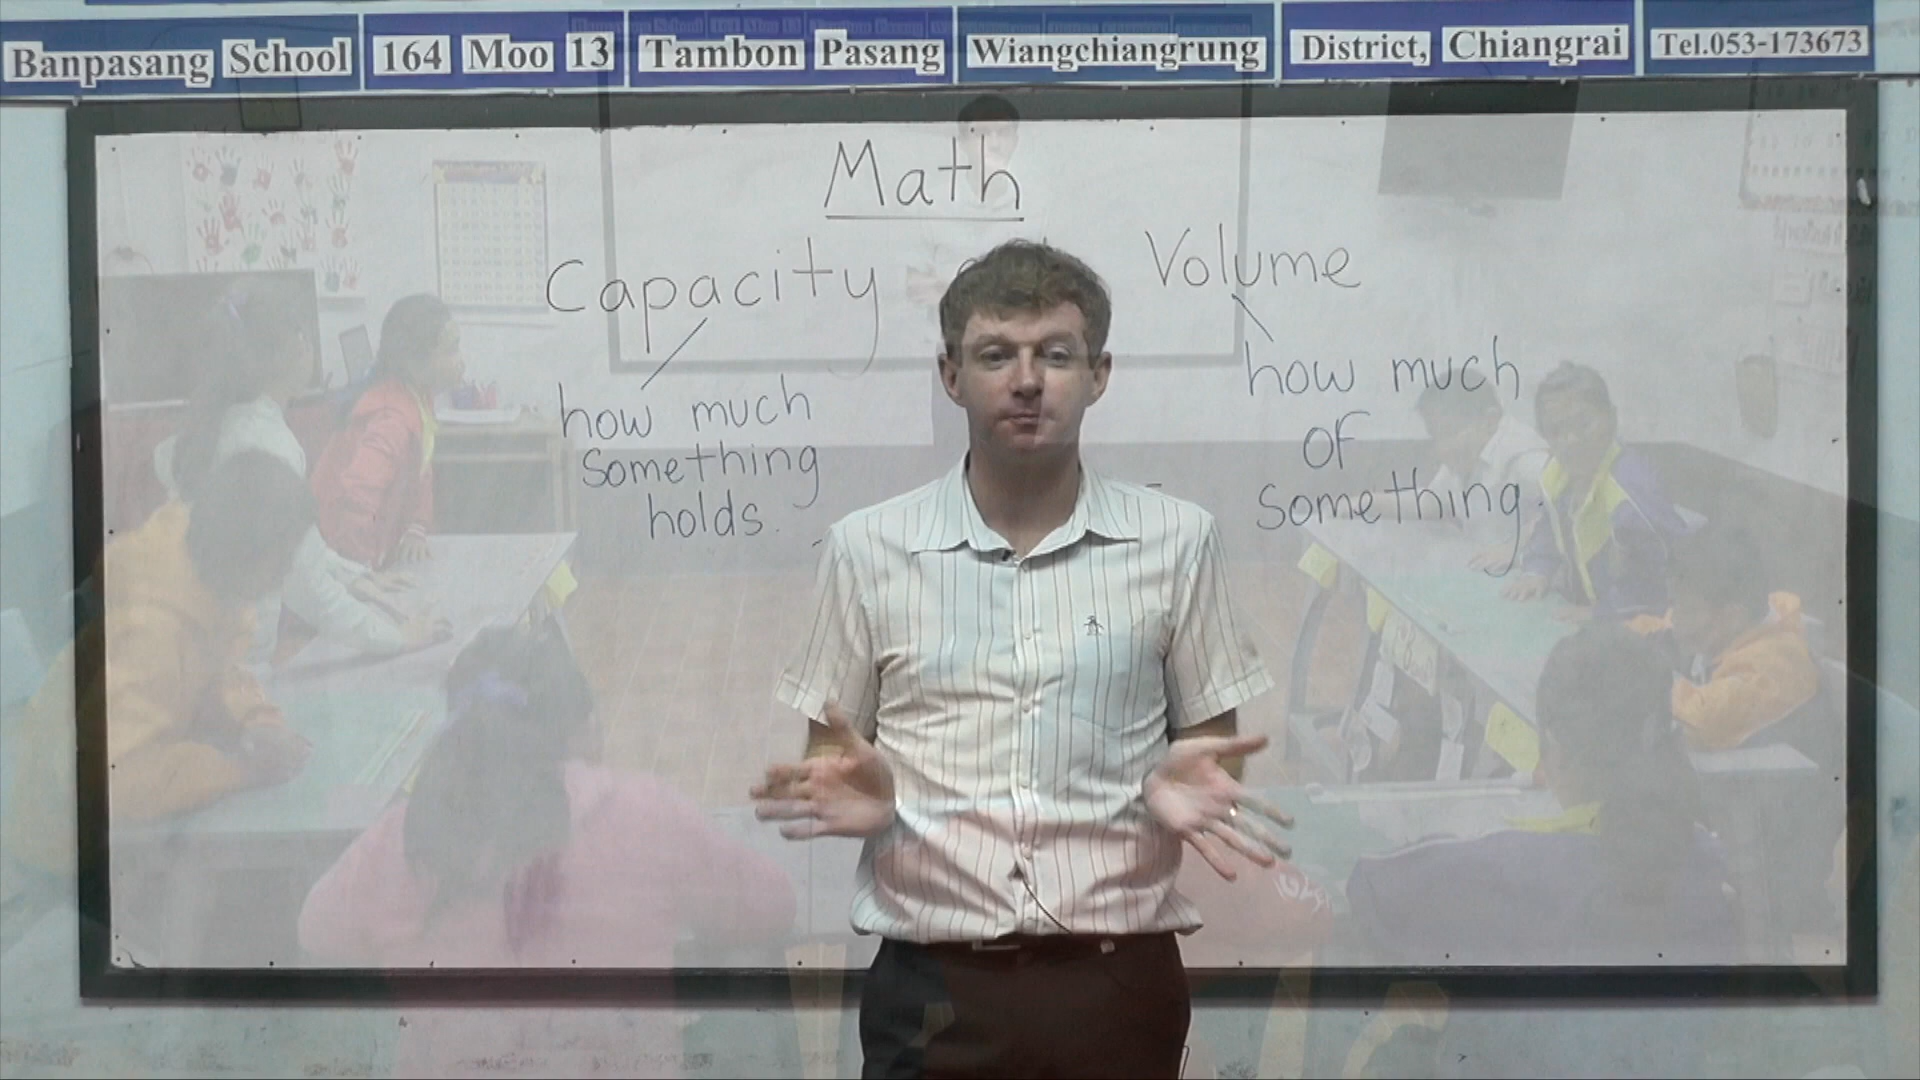 Banpasang School 164 Moo 13 Tambon Pasang Wiangchiangrung District, Chiangrai Tel.053-173673
Math
Capacity
Volume
how much
something
holds.
how much
of
something.